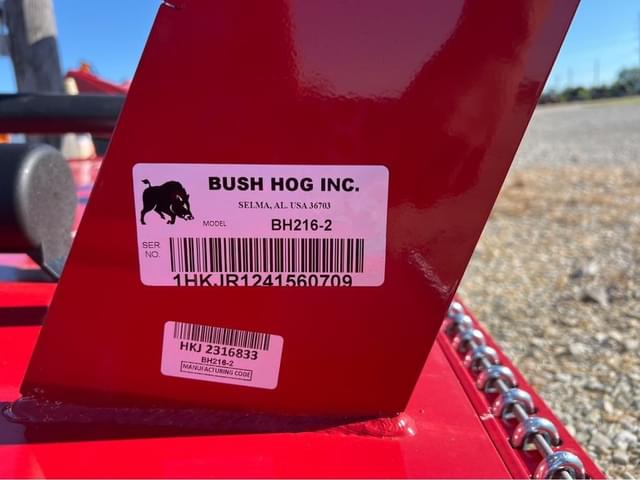 BUSH HOG INC.
SELMA, AL. USA 36703
MODEL BH216-2
SER. NO.
1HKJR1241560709
HKJ 2316833
BH216-2
MANUFACTURING CODE